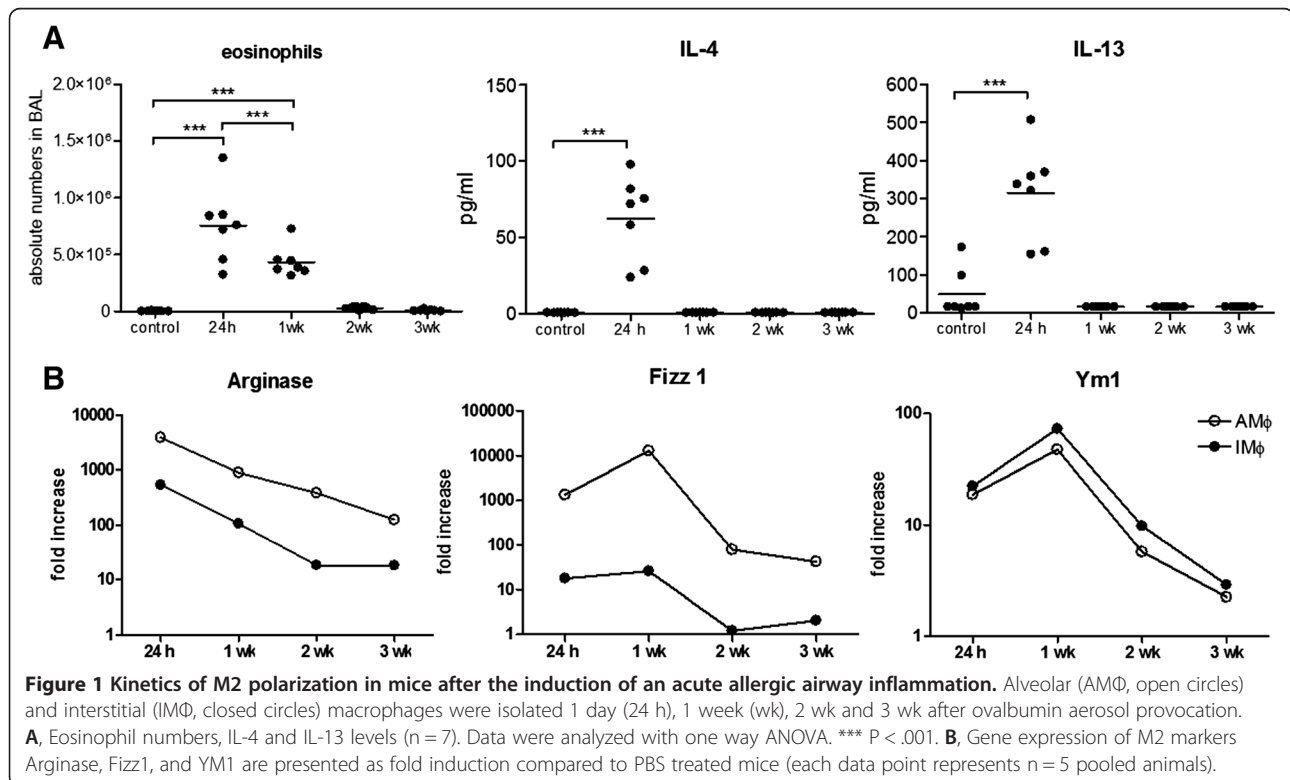 A
eosinophils
absolute numbers in BAL
2.0×10⁶
1.5×10⁶
1.0×10⁶
5.0×10⁵
0
***
***
***
control 24h 1wk 2wk 3wk
IL-4
pg/ml
150
100
50
0
***
control 24 h 1 wk 2 wk 3 wk
IL-13
pg/ml
600
500
400
300
200
100
0
***
control 24 h 1 wk 2 wk 3 wk
B
Arginase
fold increase
10000
1000
100
10
1
24 h 1 wk 2 wk 3 wk
Fizz 1
fold increase
100000
10000
1000
100
10
1
24 h 1 wk 2 wk 3 wk
Ym1
fold increase
100
10
1
24 h 1 wk 2 wk 3 wk
AMϕ
IMϕ
Figure 1 Kinetics of M2 polarization in mice after the induction of an acute allergic airway inflammation. Alveolar (AMΦ, open circles)
and interstitial (IMΦ, closed circles) macrophages were isolated 1 day (24 h), 1 week (wk), 2 wk and 3 wk after ovalbumin aerosol provocation.
A, Eosinophil numbers, IL-4 and IL-13 levels (n = 7). Data were analyzed with one way ANOVA. *** P < .001. B, Gene expression of M2 markers
Arginase, Fizz1, and YM1 are presented as fold induction compared to PBS treated mice (each data point represents n = 5 pooled animals).